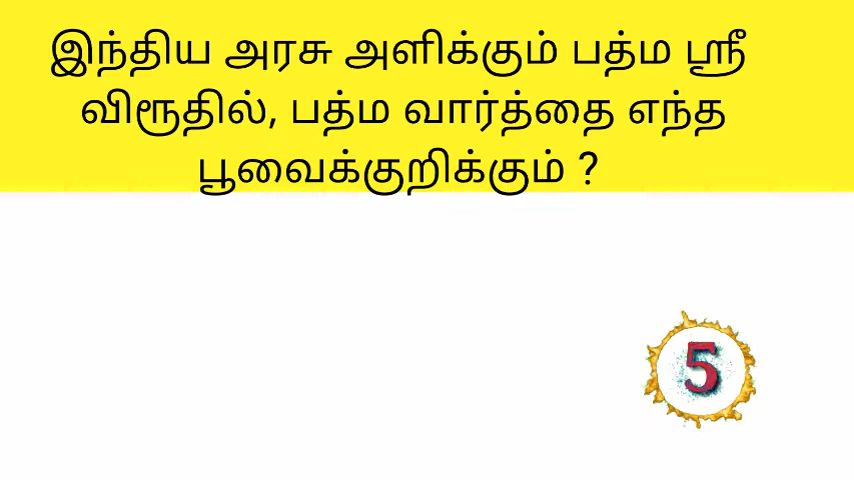 இந்திய அரசு அளிக்கும் பத்ம ஸ்ரீ
விருதில், பத்ம வார்த்தை எந்த
பூவைக்குறிக்கும் ?
5